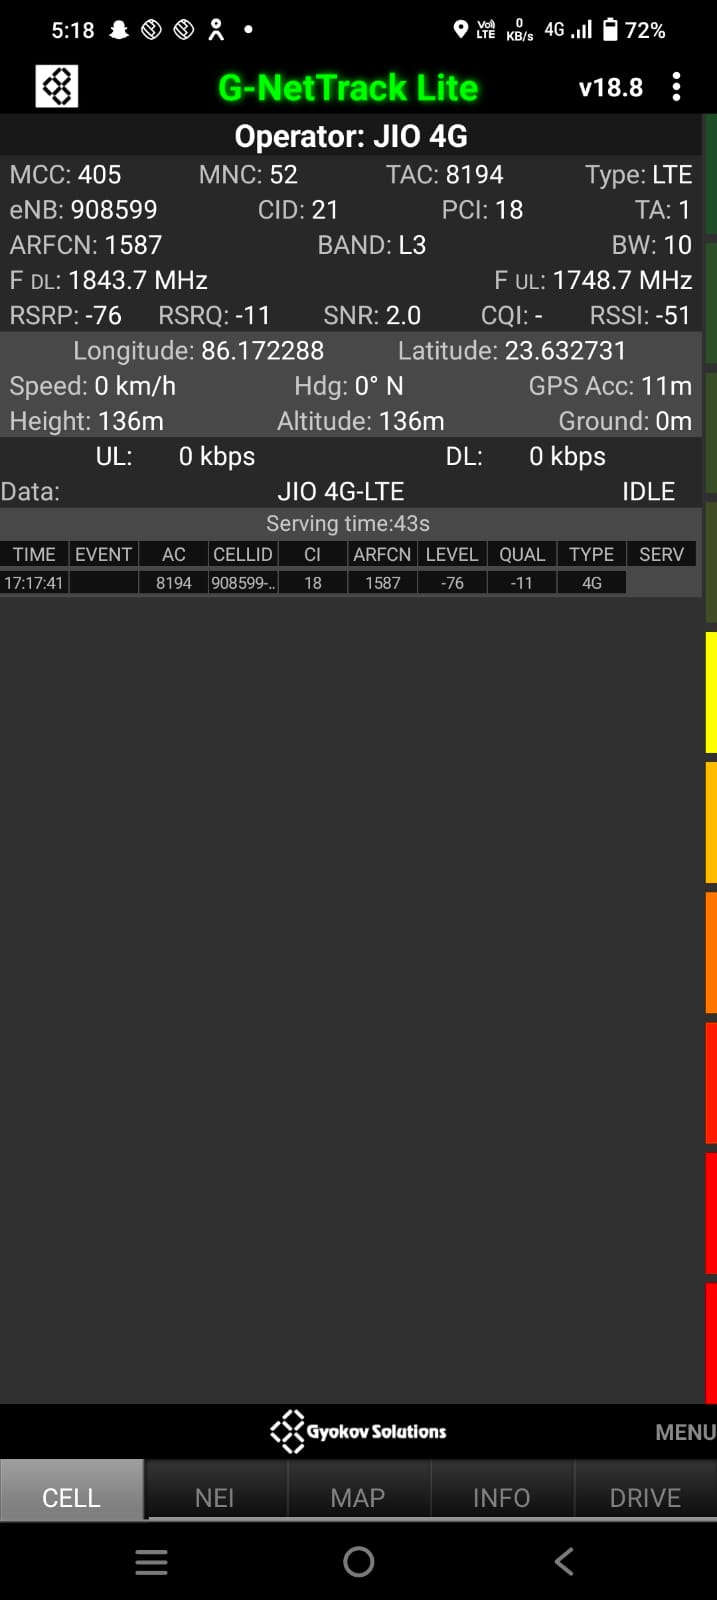 5:18 Vo) LTE 0 KB/s 4G 72%
G-NetTrack Lite v18.8
Operator: JIO 4G
MCC: 405 MNC: 52 TAC: 8194 Type: LTE
eNB: 908599 CID: 21 PCI: 18 TA: 1
ARFCN: 1587 BAND: L3 BW: 10
F DL: 1843.7 MHz F UL: 1748.7 MHz
RSRP: -76 RSRQ: -11 SNR: 2.0 CQI: - RSSI: -51
Longitude: 86.172288 Latitude: 23.632731
Speed: 0 km/h Hdg: 0° N GPS Acc: 11m
Height: 136m Altitude: 136m Ground: 0m
UL: 0 kbps DL: 0 kbps
Data: JIO 4G-LTE IDLE
Serving time:43s
TIME EVENT AC CELLID CI ARFCN LEVEL QUAL TYPE SERV
17:17:41 8194 908599-.. 18 1587 -76 -11 4G
Gyokov Solutions MENU
CELL NEI MAP INFO DRIVE